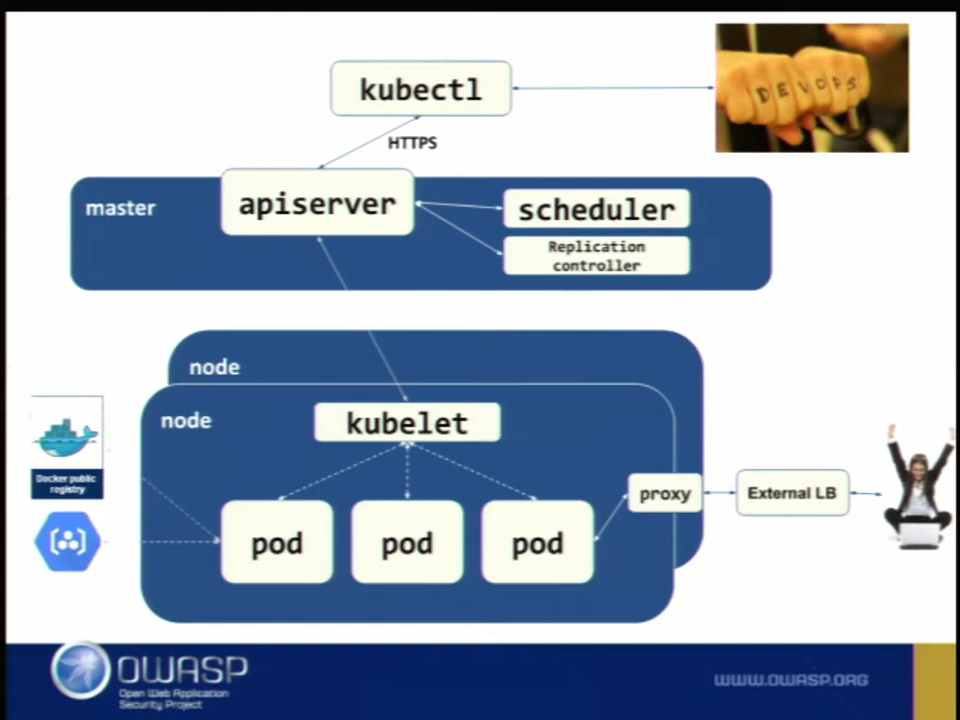 kubectl
DEVOPS
HTTPS
master
apiserver
scheduler
Replication
controller
node
node
kubelet
Docker public
registry
proxy
External LB
pod
pod
pod
OWASP
Open Web Application
Security Project
WWW.OWASP.ORG